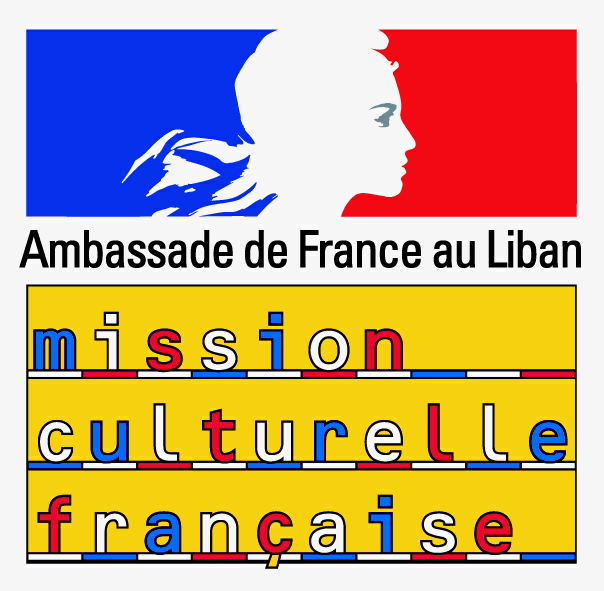 Ambassade de France au Liban
mission
culturelle
française